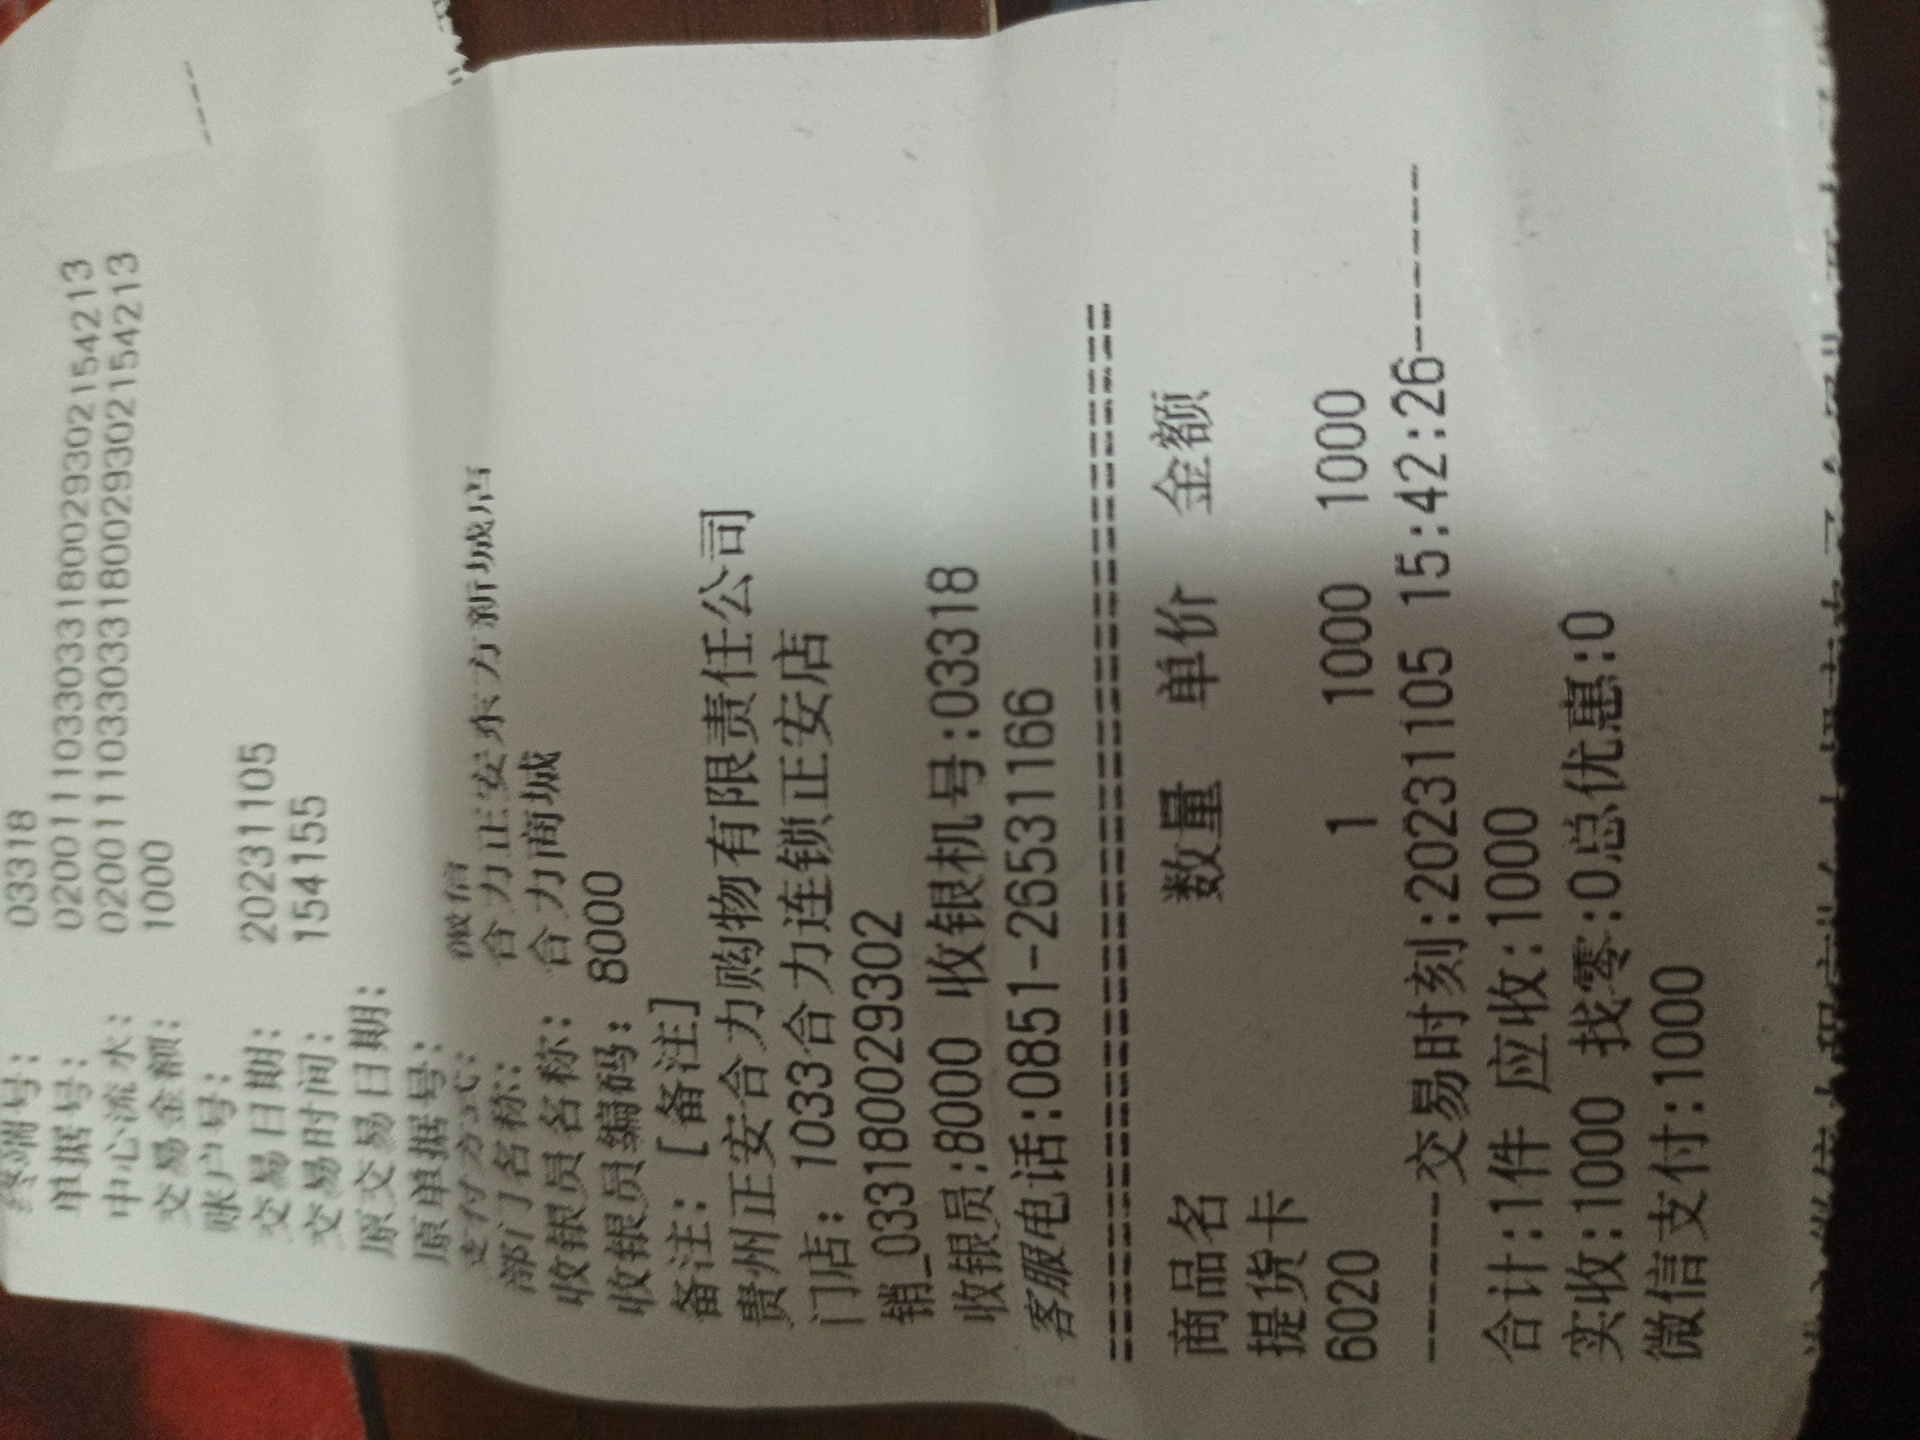 终端号： 03318
单据号： 0200111033033180029302154213
中心流水： 0200111033033180029302154213
交易金额： 1000
账户号：
交易日期： 20231105
交易时间： 154155
原交易日期：
原单据号：
支付方式： 微信
部门名称： 合力正安东方新城店
收银员名称： 合力商城
收银员编码： 8000
备注： [备注]
贵州正安合力购物有限责任公司
门店： 1033合力连锁正安店
销_033180029302
收银员:8000 收银机号:03318
客服电话:0851-26531166
商品名 数量 单价 金额
提货卡
6020 1 1000 1000
------交易时刻:20231105 15:42:26------
合计:1件 应收:1000
实收:1000 找零:0总优惠:0
微信支付:1000